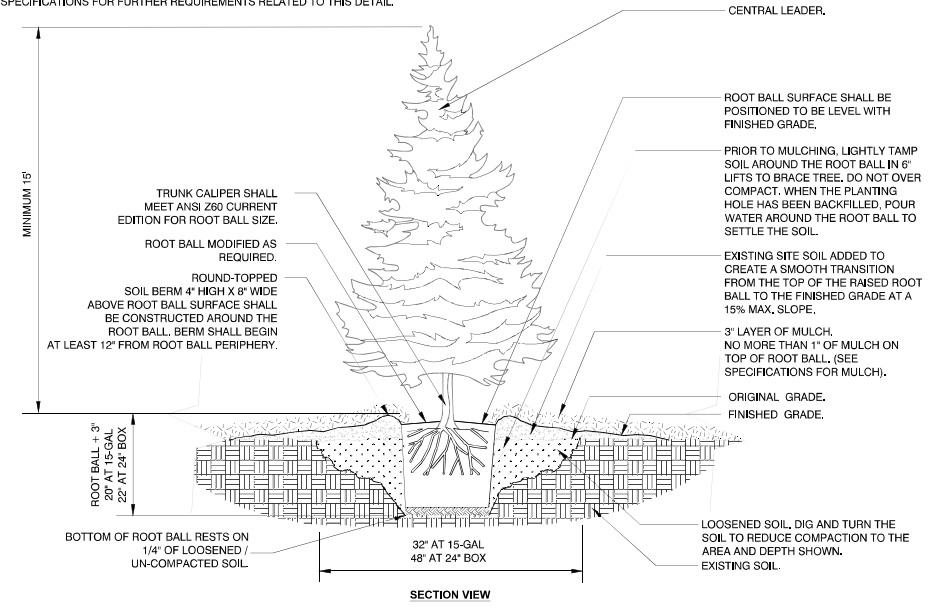 SPECIFICATIONS FOR FURTHER REQUIREMENTS RELATED TO THIS DETAIL.
CENTRAL LEADER.
MINIMUM 15'
ROOT BALL SURFACE SHALL BE
POSITIONED TO BE LEVEL WITH
FINISHED GRADE.
PRIOR TO MULCHING, LIGHTLY TAMP
SOIL AROUND THE ROOT BALL IN 6"
LIFTS TO BRACE TREE. DO NOT OVER
COMPACT. WHEN THE PLANTING
HOLE HAS BEEN BACKFILLED, POUR
WATER AROUND THE ROOT BALL TO
SETTLE THE SOIL.
TRUNK CALIPER SHALL
MEET ANSI Z60 CURRENT
EDITION FOR ROOT BALL SIZE.
ROOT BALL MODIFIED AS
REQUIRED.
ROUND-TOPPED
SOIL BERM 4" HIGH X 8" WIDE
ABOVE ROOT BALL SURFACE SHALL
BE CONSTRUCTED AROUND THE
ROOT BALL. BERM SHALL BEGIN
AT LEAST 12" FROM ROOT BALL PERIPHERY.
EXISTING SITE SOIL ADDED TO
CREATE A SMOOTH TRANSITION
FROM THE TOP OF THE RAISED ROOT
BALL TO THE FINISHED GRADE AT A
15% MAX. SLOPE.
3" LAYER OF MULCH.
NO MORE THAN 1" OF MULCH ON
TOP OF ROOT BALL. (SEE
SPECIFICATIONS FOR MULCH).
ORIGINAL GRADE.
FINISHED GRADE.
ROOT BALL + 3"
20" AT 15-GAL
22" AT 24" BOX
BOTTOM OF ROOT BALL RESTS ON
1/4" OF LOOSENED /
UN-COMPACTED SOIL.
32" AT 15-GAL
48" AT 24" BOX
LOOSENED SOIL. DIG AND TURN THE
SOIL TO REDUCE COMPACTION TO THE
AREA AND DEPTH SHOWN.
EXISTING SOIL.
SECTION VIEW